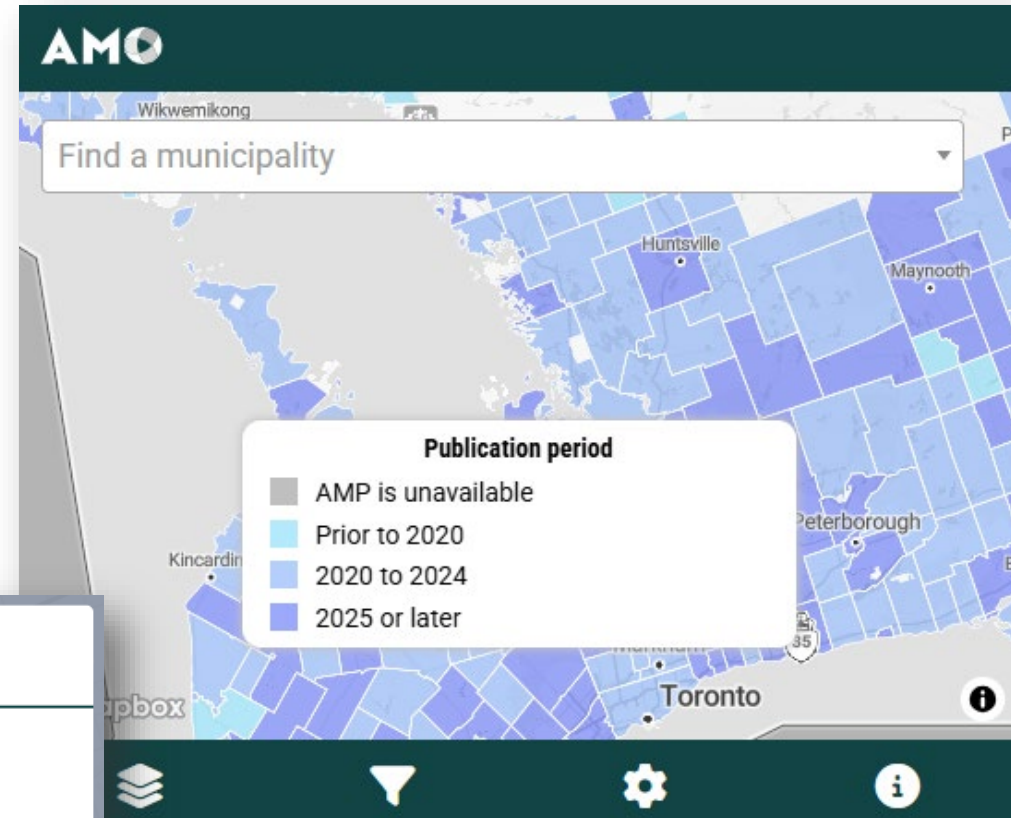 AMO
Wikwemikong
Find a municipality
Huntsville
Maynooth
Publication period
AMP is unavailable
Prior to 2020
2020 to 2024
2025 or later
Peterborough
Kincardin
35
Toronto
pbox